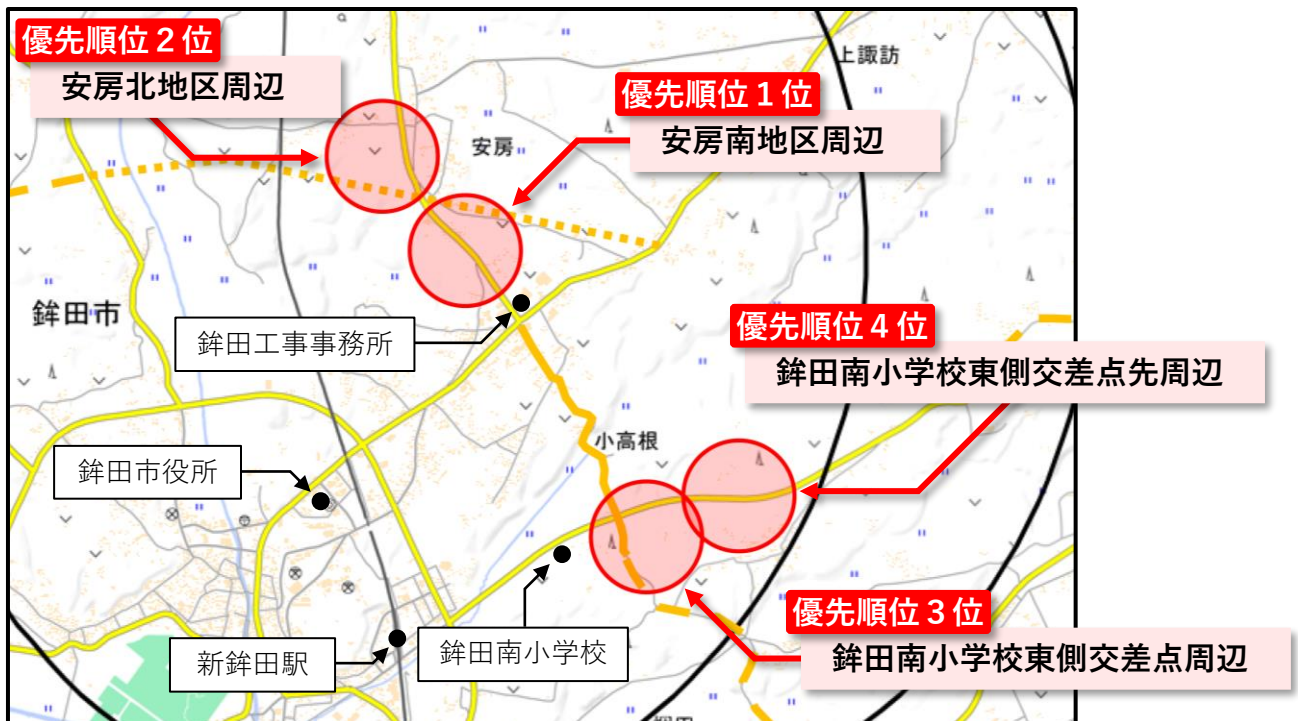 優先順位2位
安房北地区周辺
上諏訪
優先順位1位
安房南地区周辺
安房
鉾田市
鉾田工事事務所
優先順位4位
鉾田南小学校東側交差点先周辺
小高根
鉾田市役所
優先順位3位
鉾田南小学校東側交差点周辺
鉾田南小学校
新鉾田駅